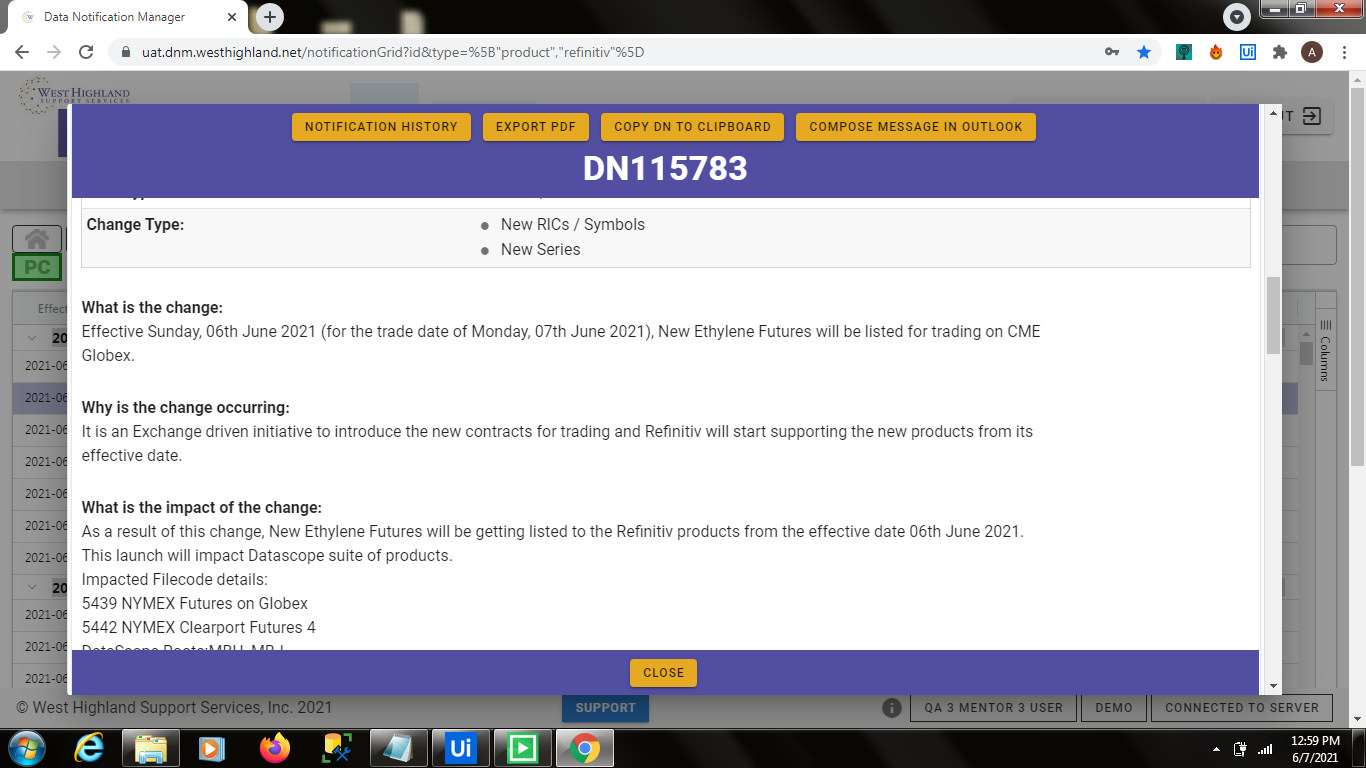 Data Notification Manager
uat.dnm.westhighland.net/notificationGrid?id&type=%5B"product","refinitiv"%5D
A
WEST HIGHLAND
SUPPORT SERVICES
NOTIFICATION HISTORY
EXPORT PDF
COPY DN TO CLIPBOARD
COMPOSE MESSAGE IN OUTLOOK
DN115783
Change Type:
New RICs / Symbols
New Series
PC
What is the change:
Effective Sunday, 06th June 2021 (for the trade date of Monday, 07th June 2021), New Ethylene Futures will be listed for trading on CME
Globex.
Why is the change occurring:
It is an Exchange driven initiative to introduce the new contracts for trading and Refinitiv will start supporting the new products from its
effective date.
What is the impact of the change:
As a result of this change, New Ethylene Futures will be getting listed to the Refinitiv products from the effective date 06th June 2021.
This launch will impact Datascope suite of products.
Impacted Filecode details:
5439 NYMEX Futures on Globex
5442 NYMEX Clearport Futures 4
Effect
20
2021-06
2021-06
2021-06
2021-06
2021-06
2021-06
2021-06
20
2021-06
2021-06
2021-06
Columns
CLOSE
© West Highland Support Services, Inc. 2021
SUPPORT
QA 3 MENTOR 3 USER
DEMO
CONNECTED TO SERVER
Ui
Ui
12:59 PM
6/7/2021